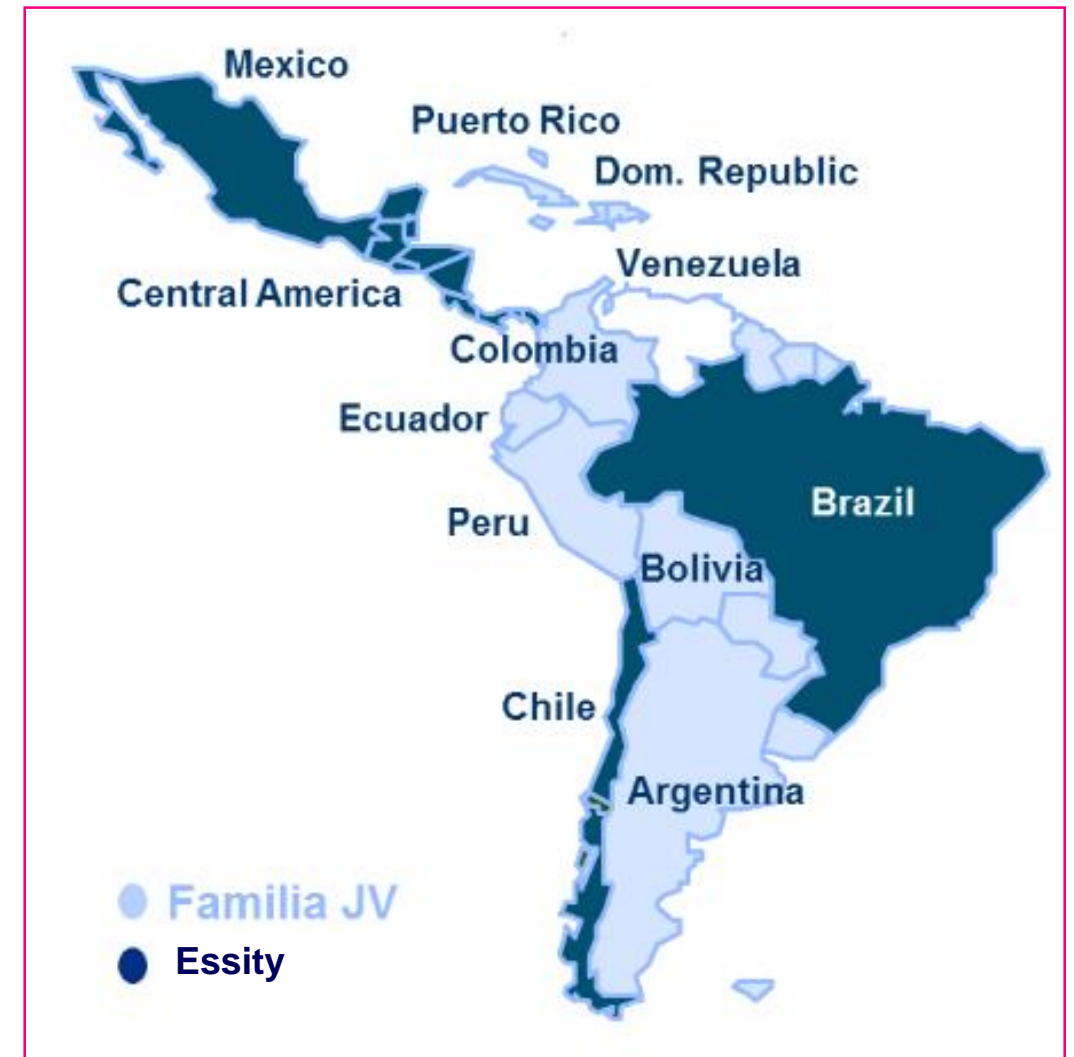 Mexico
Puerto Rico
Dom. Republic
Venezuela
Central America
Colombia
Ecuador
Brazil
Peru
Bolivia
Chile
Argentina
Familia JV
Essity